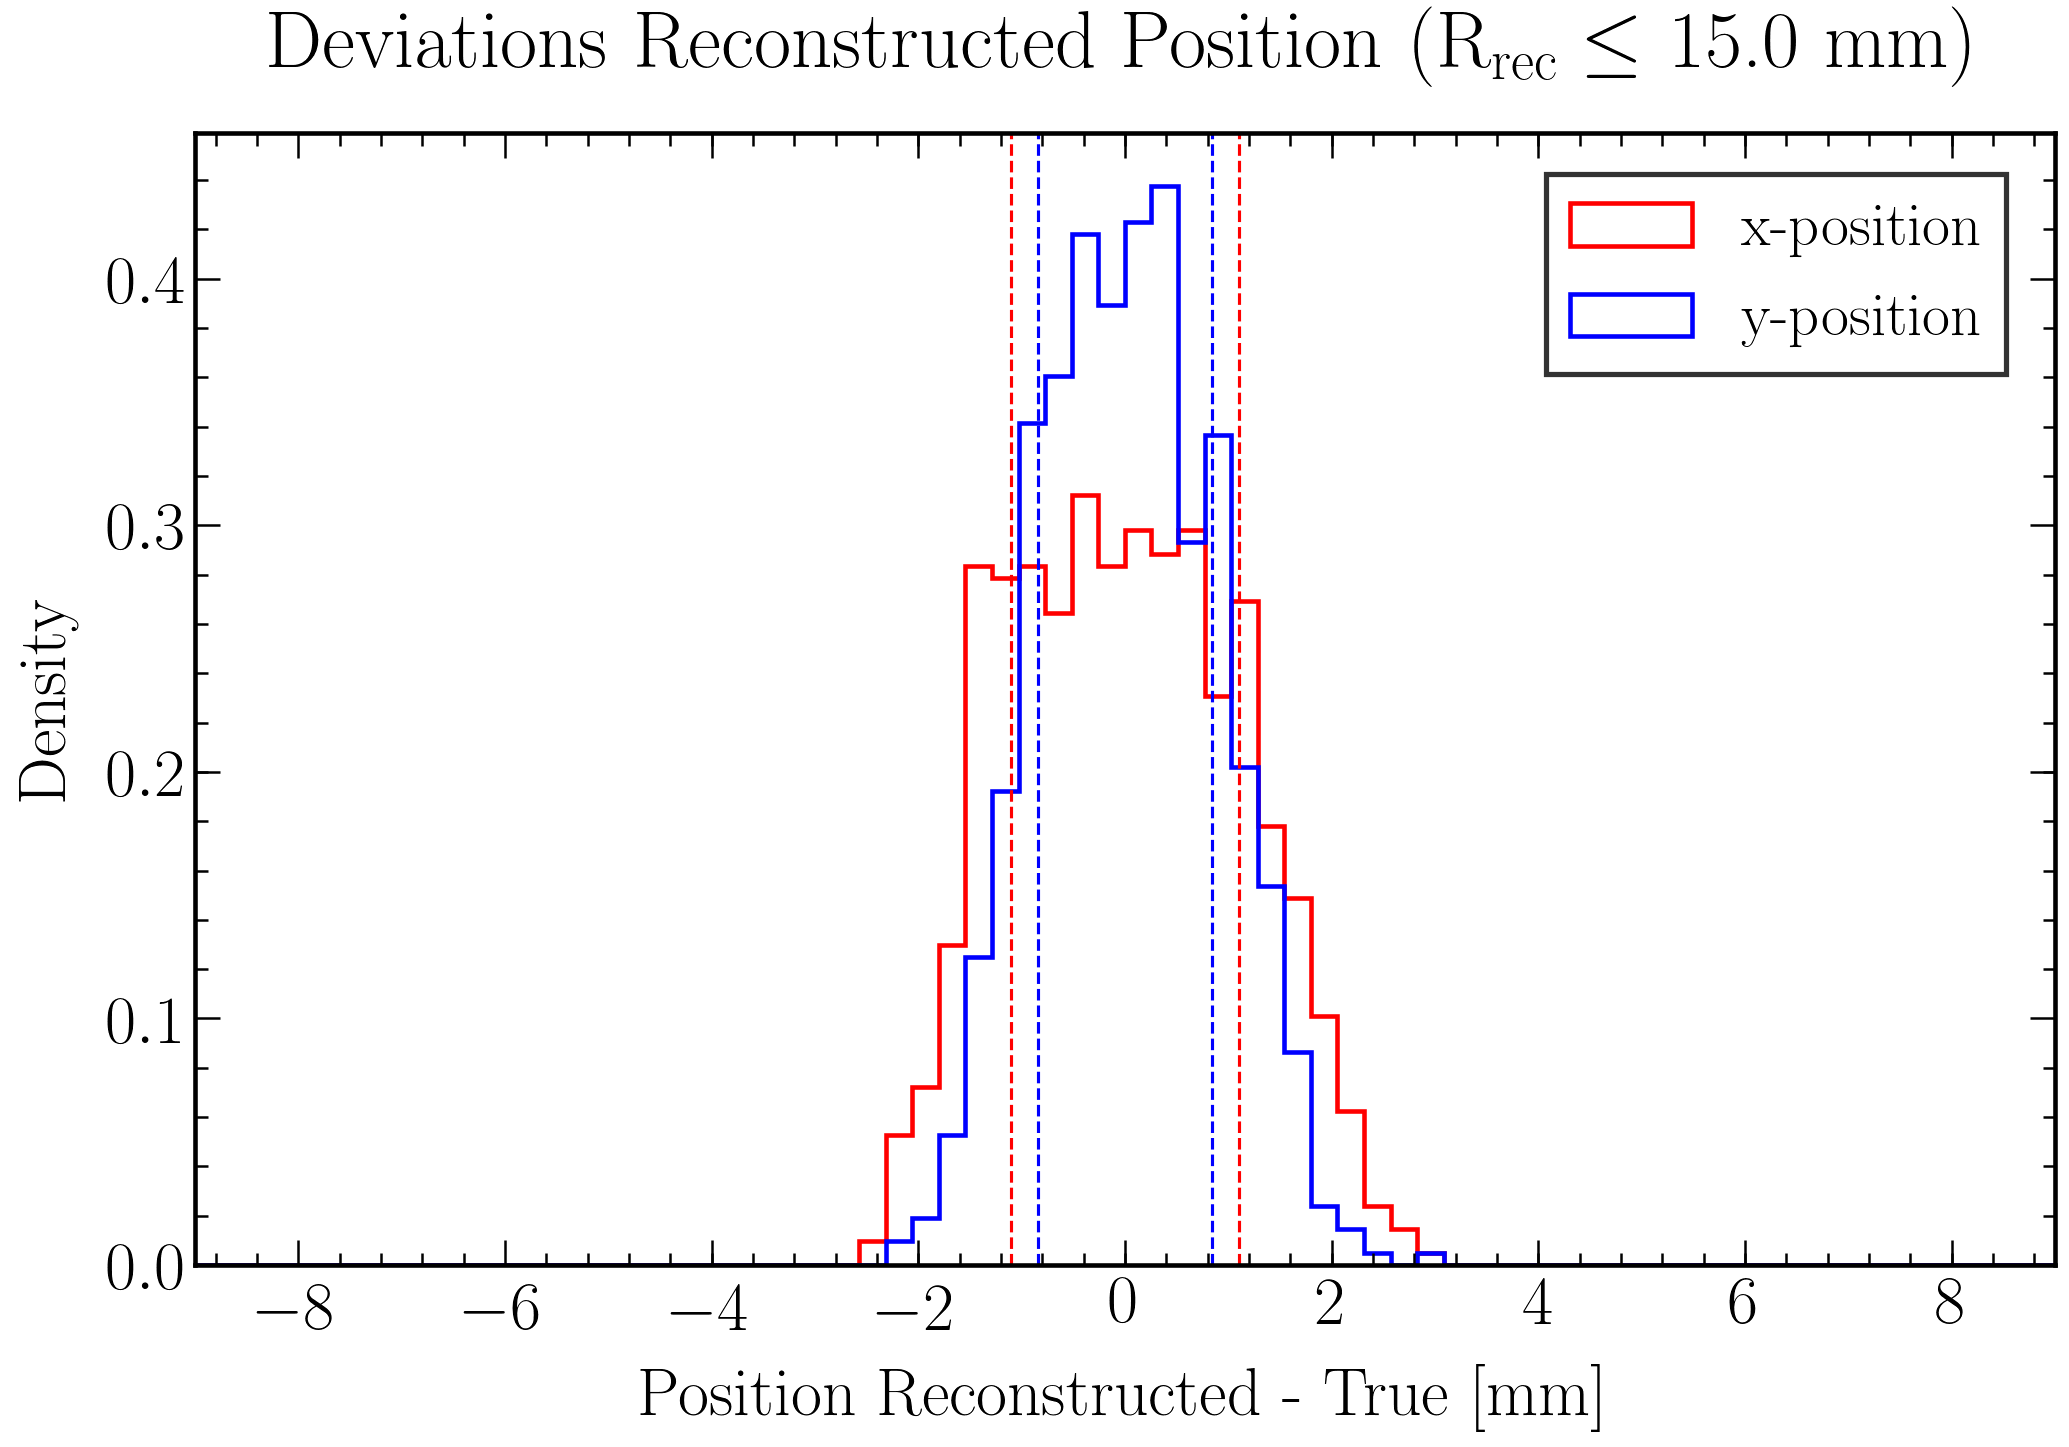 Deviations Reconstructed Position (Rrec ≤ 15.0 mm)
x-position
y-position
Density
0.4
0.3
0.2
0.1
0.0
−8 −6 −4 −2 0 2 4 6 8
Position Reconstructed - True [mm]